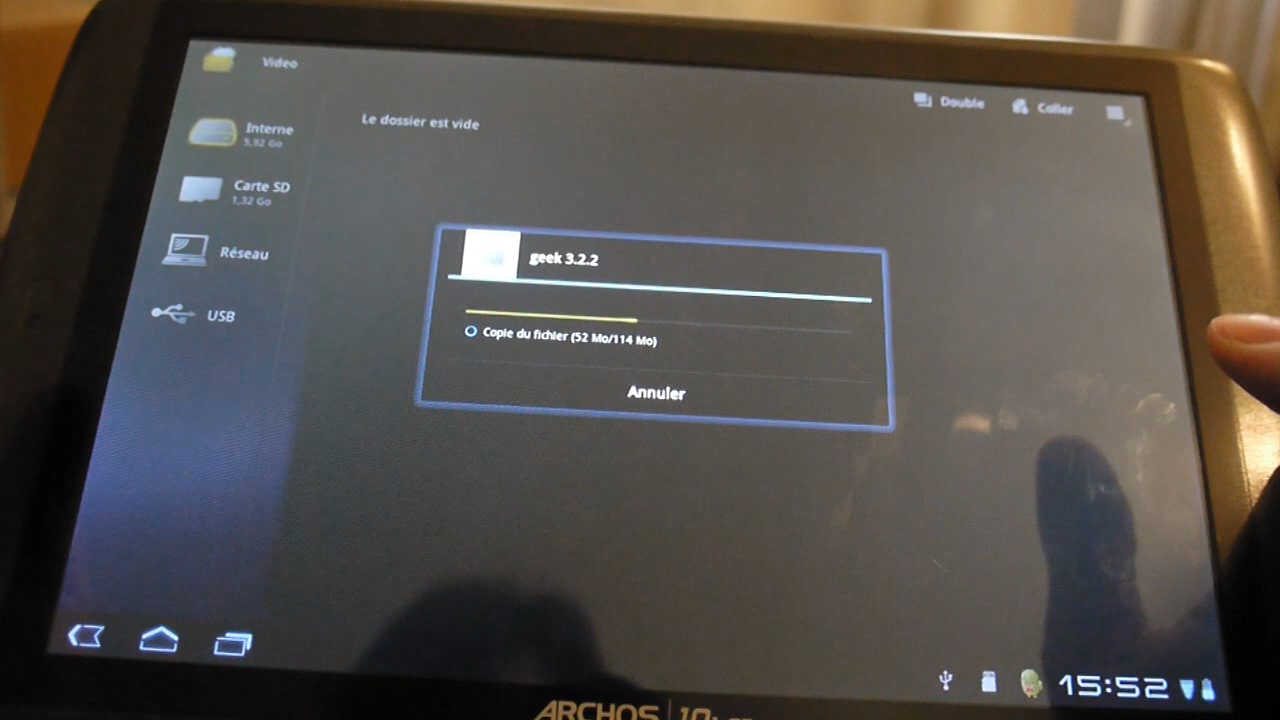 Video
Double
Coller
Interne
5,92 Go
Le dossier est vide
Carte SD
1,32 Go
Réseau
USB
geek 3.2.2
Copie du fichier (52 Mo/114 Mo)
Annuler
15:52
ARCHOS